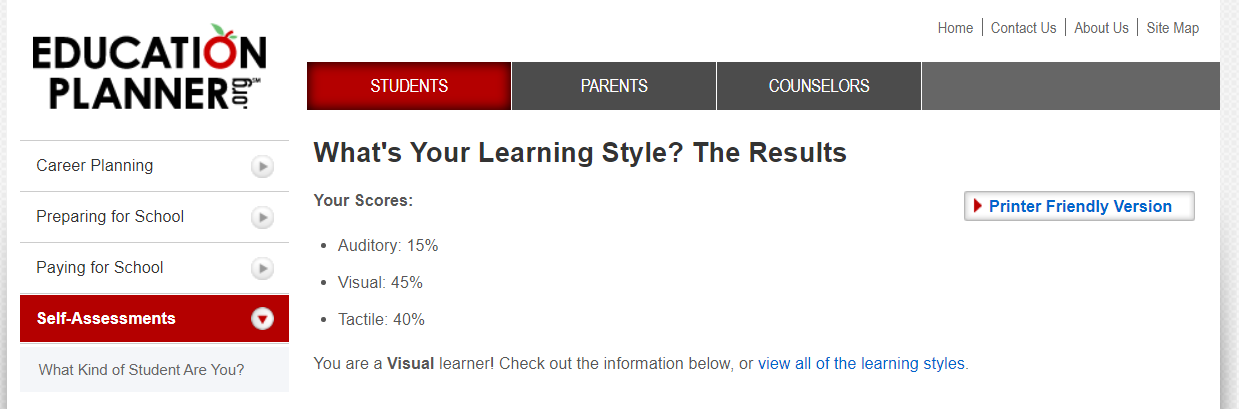 EDUCATION
PLANNER.org℠
Home | Contact Us | About Us | Site Map
STUDENTS
PARENTS
COUNSELORS
Career Planning
Preparing for School
Paying for School
Self-Assessments
What Kind of Student Are You?
What's Your Learning Style? The Results
Your Scores:
Printer Friendly Version
• Auditory: 15%
• Visual: 45%
• Tactile: 40%
You are a Visual learner! Check out the information below, or view all of the learning styles.